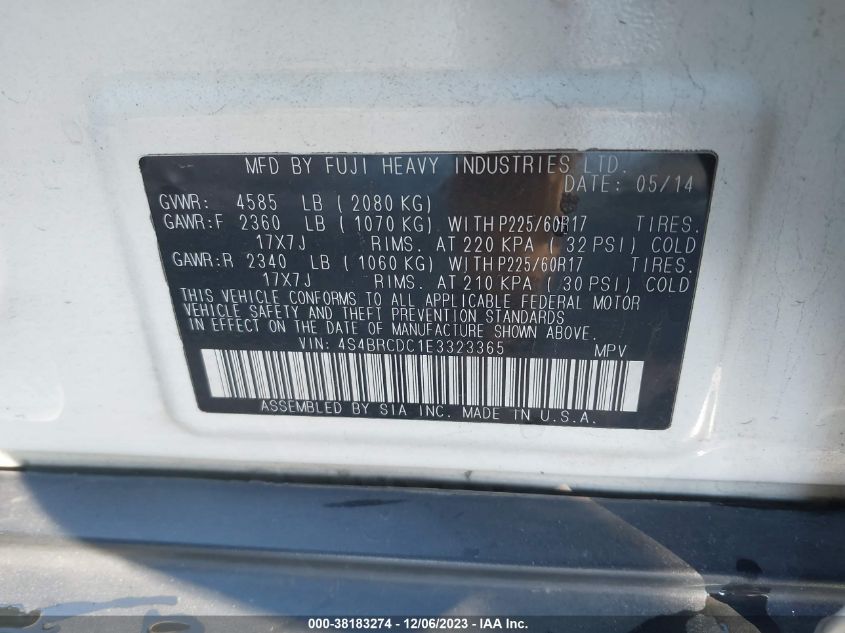 MFD BY FUJI HEAVY INDUSTRIES LTD.
DATE: 05/14
GVWR: 4585 LB ( 2080 KG)
GAWR:F 2360 LB ( 1070 KG) WITH P225/60R17 TIRES.
17X7J RIMS. AT 220 KPA ( 32 PSI) COLD
GAWR:R 2340 LB ( 1060 KG) WITH P225/60R17 TIRES.
17X7J RIMS. AT 210 KPA ( 30 PSI) COLD
THIS VEHICLE CONFORMS TO ALL APPLICABLE FEDERAL MOTOR
VEHICLE SAFETY AND THEFT PREVENTION STANDARDS
IN EFFECT ON THE DATE OF MANUFACTURE SHOWN ABOVE.
VIN: 4S4BRCDC1E3323365 MPV
ASSEMBLED BY SIA INC. MADE IN U.S.A.
000-38183274 - 12/06/2023 - IAA Inc.